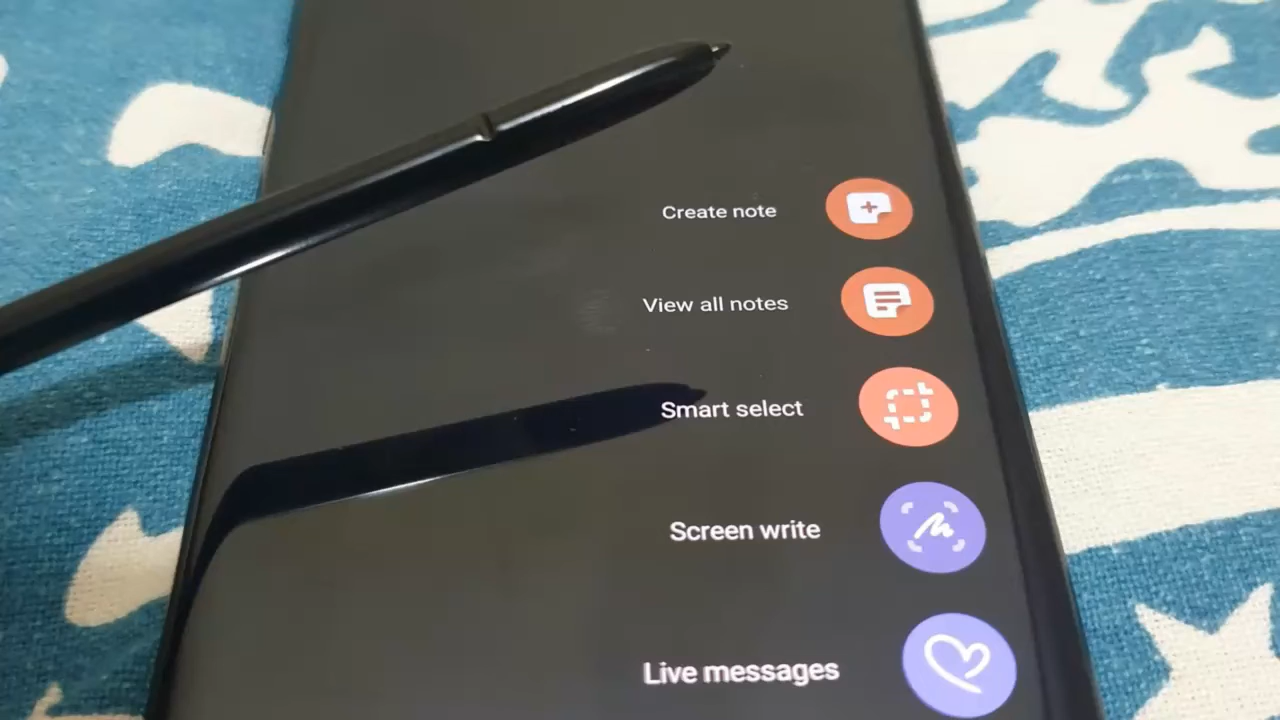 Create note
View all notes
Smart select
Screen write
Live messages